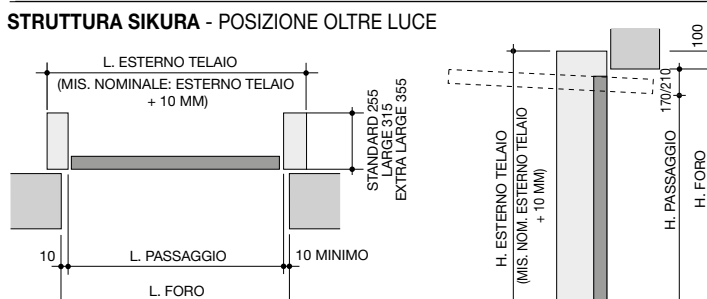 STRUTTURA SIKURA - POSIZIONE OLTRE LUCE
L. ESTERNO TELAIO
(MIS. NOMINALE: ESTERNO TELAIO
+ 10 MM)
STANDARD 255
LARGE 315
EXTRA LARGE 355
10
L. PASSAGGIO
10 MINIMO
L. FORO
H. ESTERNO TELAIO
(MIS. NOM. ESTERNO TELAIO
+ 10 MM)
100
170/210
H. PASSAGGIO
H. FORO